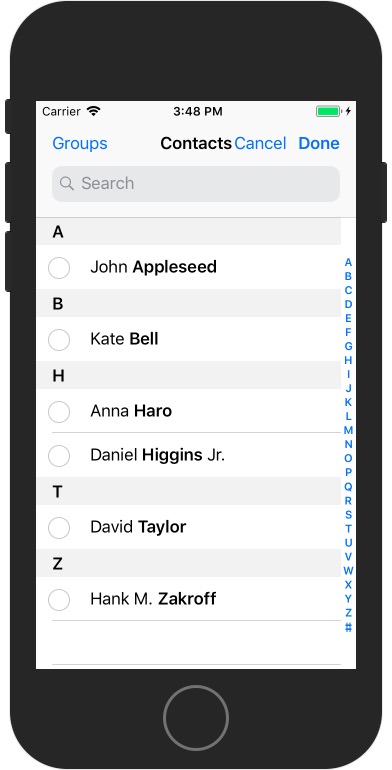 Carrier 3:48 PM
Groups Contacts Cancel Done
Search
A
John Appleseed
B
Kate Bell
H
Anna Haro
Daniel Higgins Jr.
T
David Taylor
Z
Hank M. Zakroff
A
B
C
D
E
F
G
H
I
J
K
L
M
N
O
P
Q
R
S
T
U
V
W
X
Y
Z
#